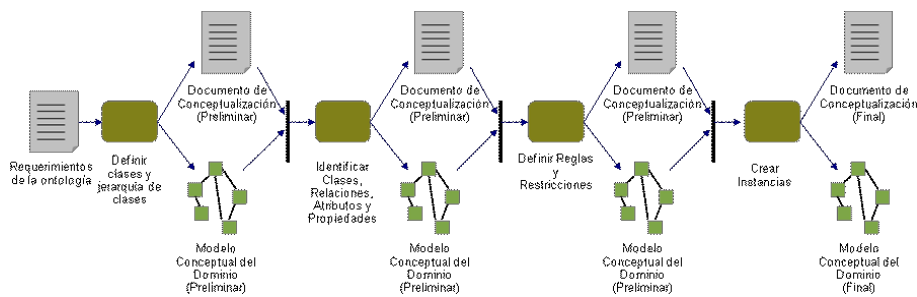 Requerimientos
de la ontología
Definir
clases y
jerarquía de
clases
Documento de
Conceptualización
(Preliminar)
Modelo
Conceptual del
Dominio
(Preliminar)
Identificar
Clases,
Relaciones,
Atributos y
Propiedades
Documento de
Conceptualización
(Preliminar)
Modelo
Conceptual del
Dominio
(Preliminar)
Definir Reglas
y
Restricciones
Documento de
Conceptualización
(Preliminar)
Modelo
Conceptual del
Dominio
(Preliminar)
Crear
Instancias
Documento de
Conceptualización
(Final)
Modelo
Conceptual del
Dominio
(Final)